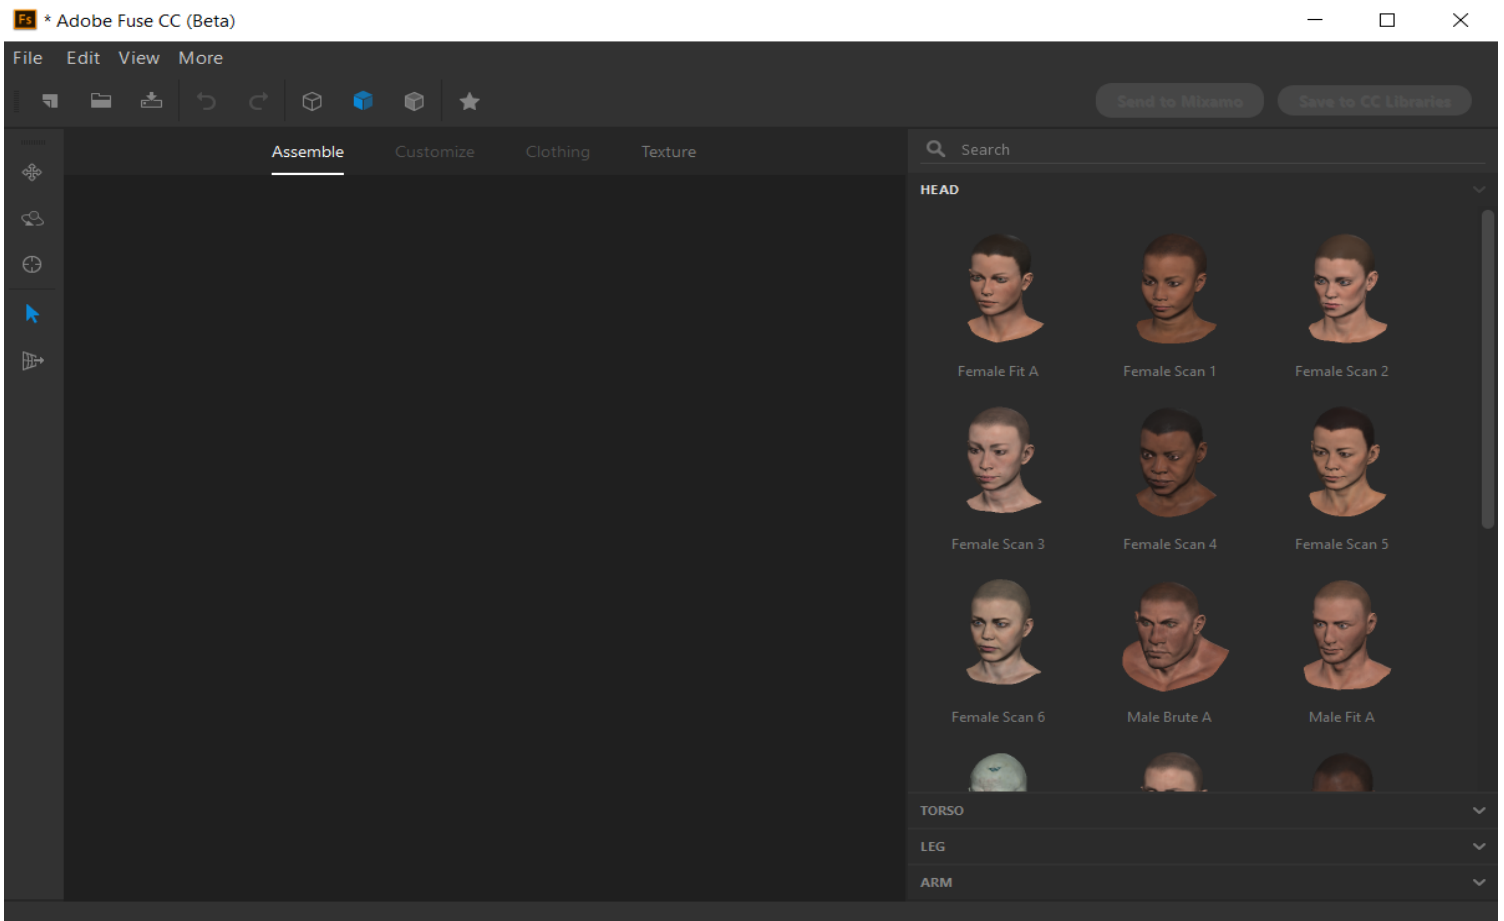 Fs * Adobe Fuse CC (Beta)
File Edit View More
Send to Mixamo Save to CC Libraries
Assemble Customize Clothing Texture
Search
HEAD
Female Fit A Female Scan 1 Female Scan 2
Female Scan 3 Female Scan 4 Female Scan 5
Female Scan 6 Male Brute A Male Fit A
TORSO
LEG
ARM